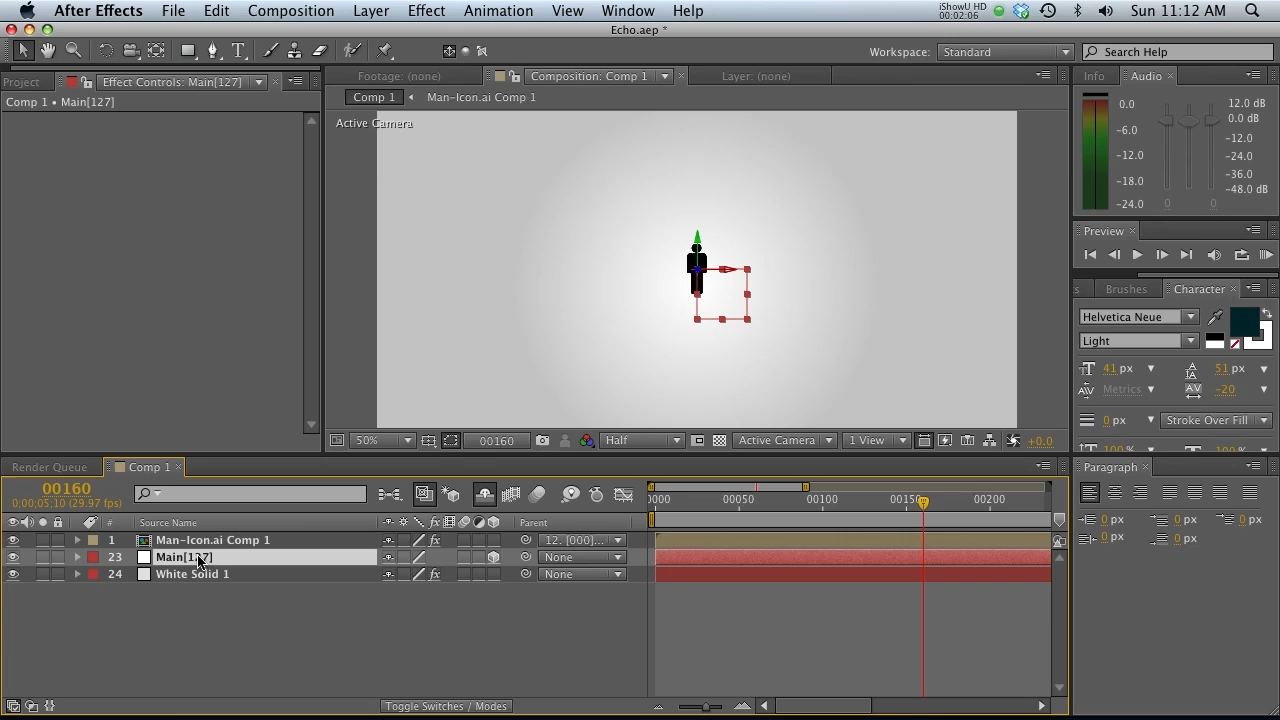 After Effects File Edit Composition Layer Effect Animation View Window Help
iShowU HD
00:02:06
Sun 11:12 AM
Echo.aep *
Workspace: Standard
Search Help
Project Effect Controls: Main[127]
Comp 1 • Main[127]
Footage: (none) Composition: Comp 1 Layer: (none)
Comp 1 Man-Icon.ai Comp 1
Active Camera
50% 00160 Half Active Camera 1 View +0.0
Info Audio
0.0
-6.0
-12.0
-18.0
-24.0
12.0 dB
0.0 dB
-12.0
-24.0
-36.0
-48.0 dB
0 0
Preview
s Brushes Character
Helvetica Neue
Light
41 px 51 px
Metrics -20
0 px Stroke Over Fill
100 % 100 %
Render Queue Comp 1
00160
0;00;05;10 (29.97 fps)
0000 00050 00100 00150 00200
# Source Name fx Parent
1 Man-Icon.ai Comp 1 fx 12. [000]...
23 Main[127] None
24 White Solid 1 fx None
Toggle Switches / Modes
Paragraph
0 px 0 px 0 px
0 px 0 px